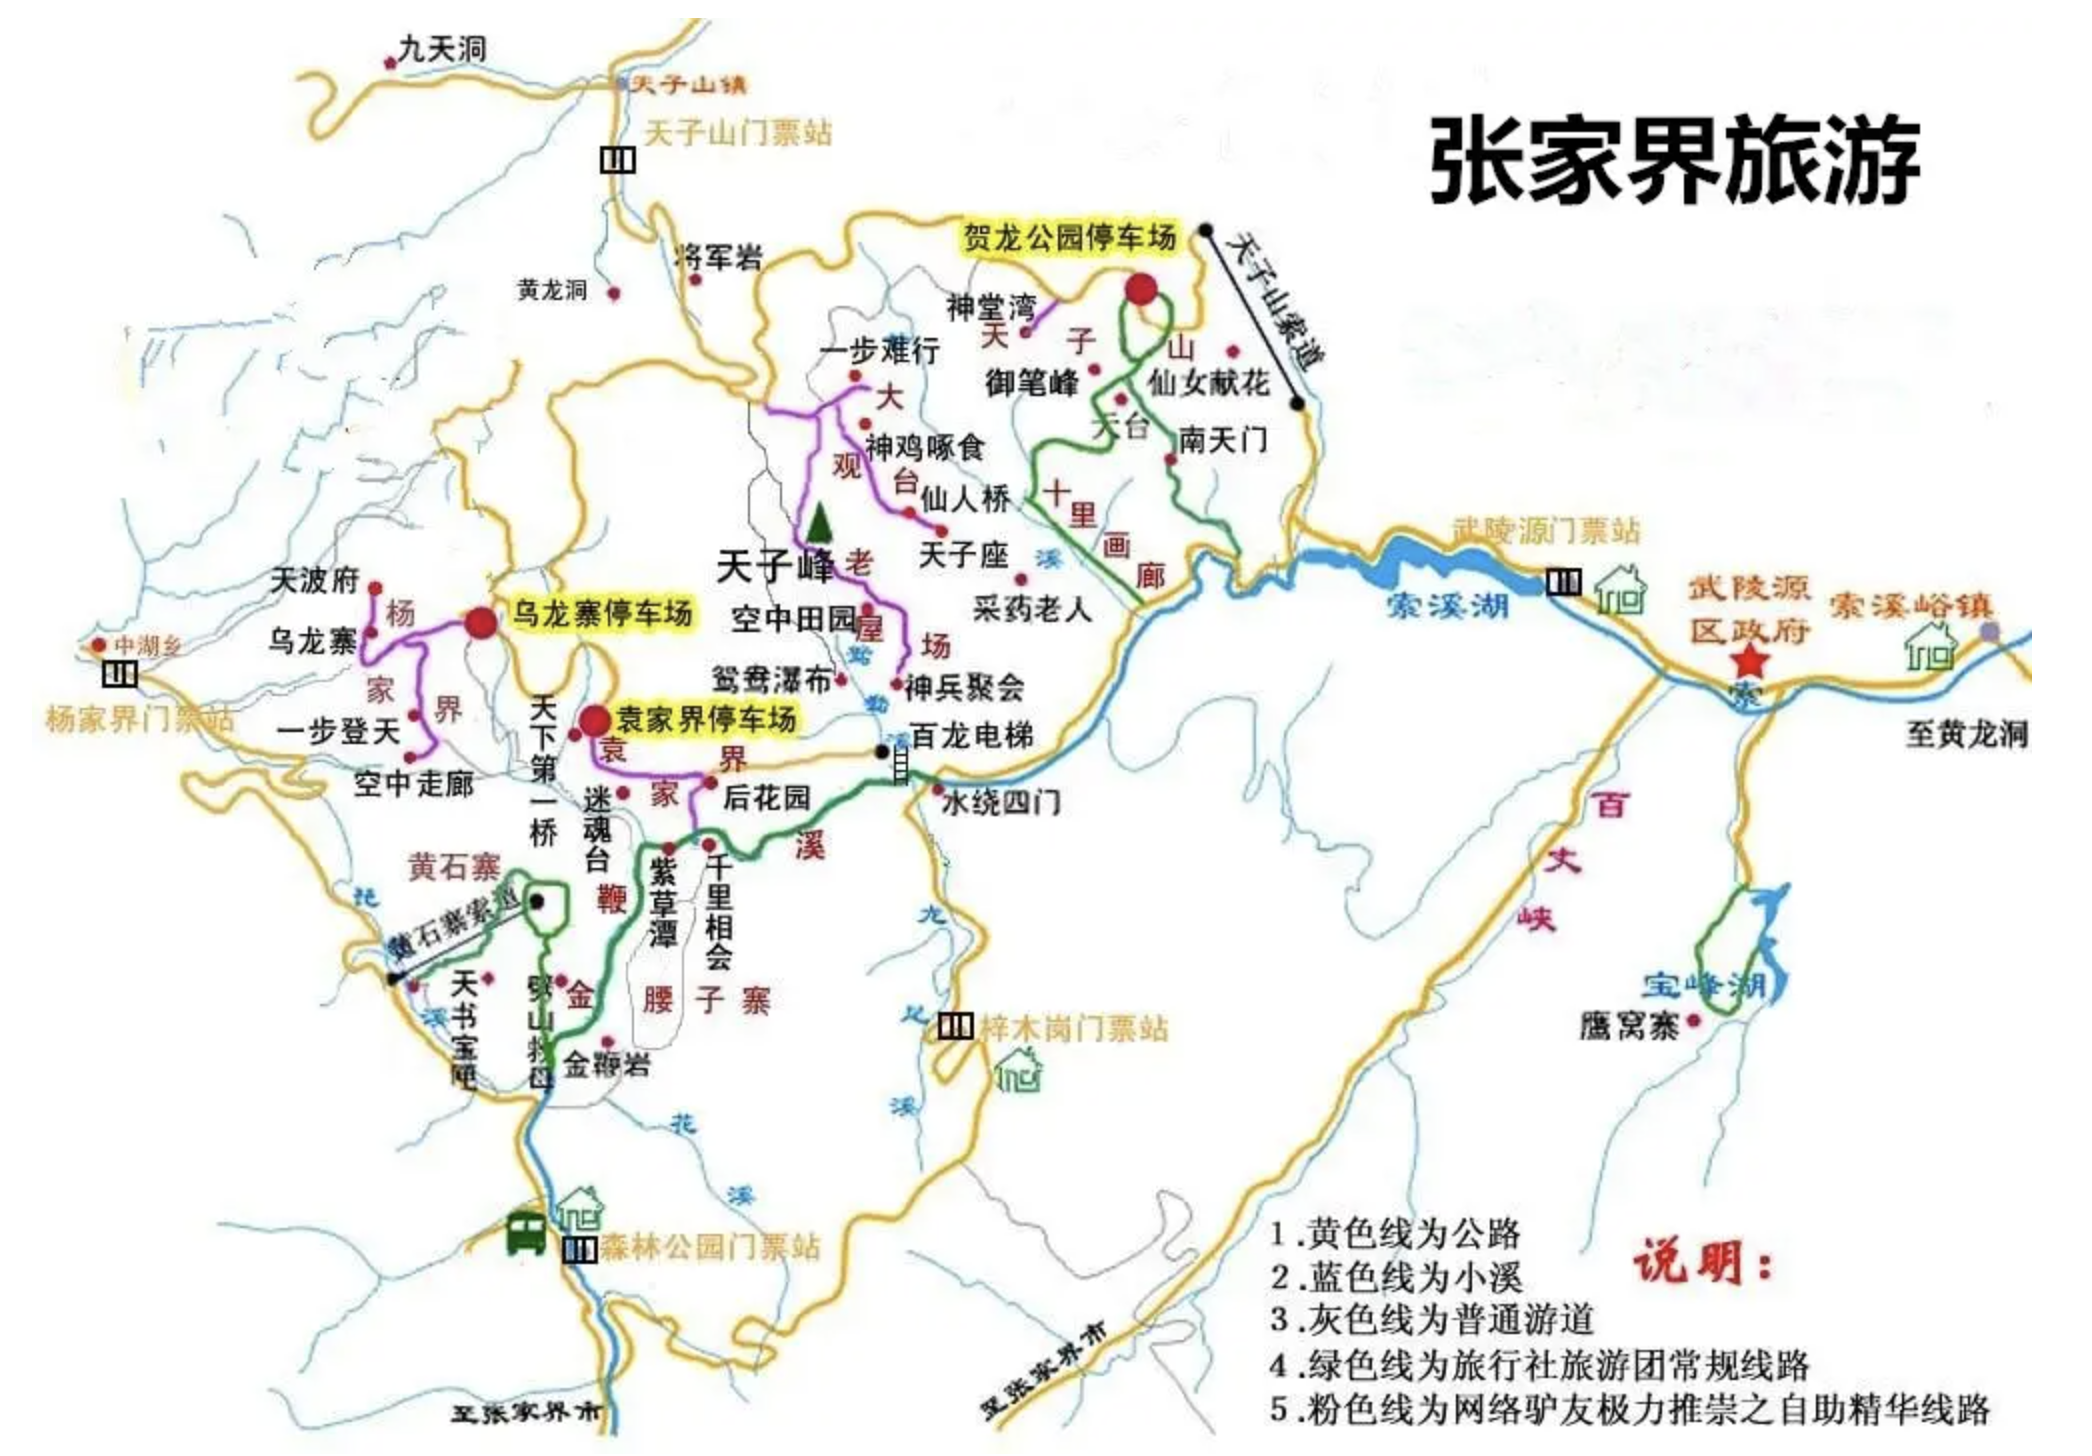 张家界旅游
九天洞
天子山镇
天子山门票站
将军岩
黄龙洞
贺龙公园停车场
天子山索道
神堂湾
天子山
一步难行
御笔峰
仙女献花
大观台
天台
南天门
神鸡啄食
仙人桥
十里画廊
天子座
溪
采药老人
天子峰
老屋场
空中田园
鸳鸯瀑布
神兵聚会
武陵源门票站
索溪湖
武陵源
区政府
索溪峪镇
索
至黄龙洞
天波府
杨家界
乌龙寨停车场
乌龙寨
中湖乡
杨家界门票站
一步登天
空中走廊
天下第一桥
袁家界停车场
袁家界
百龙电梯
溪
后花园
迷魂台
水绕四门
百丈峡
黄石寨
黄石寨索道
金鞭溪
紫草潭
千里相会
天书宝匣
劈山救母
腰子寨
金鞭岩
溪
花溪
龙
溪
梓木岗门票站
宝峰湖
鹰窝寨
森林公园门票站
至张家界市
至张家界市
说明：
1.黄色线为公路
2.蓝色线为小溪
3.灰色线为普通游道
4.绿色线为旅行社旅游团常规线路
5.粉色线为网络驴友极力推崇之自助精华线路